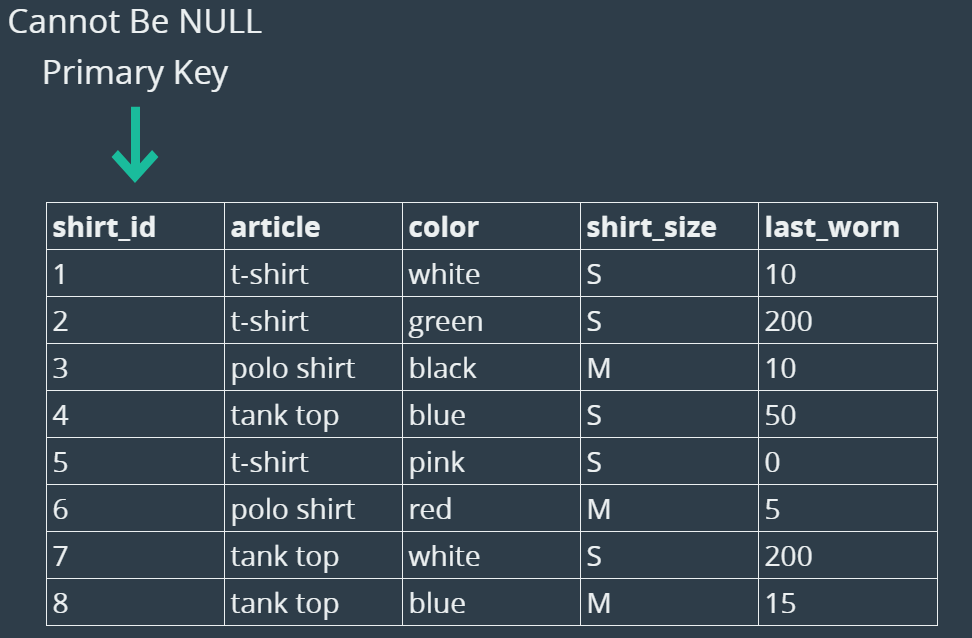 Cannot Be NULL
Primary Key
shirt_id article color shirt_size last_worn
1 t-shirt white S 10
2 t-shirt green S 200
3 polo shirt black M 10
4 tank top blue S 50
5 t-shirt pink S 0
6 polo shirt red M 5
7 tank top white S 200
8 tank top blue M 15